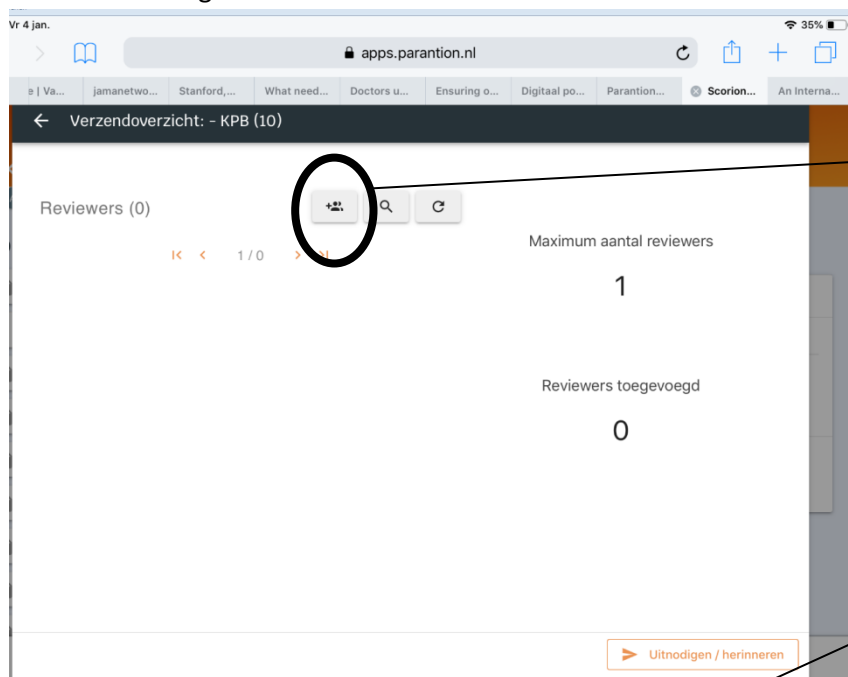 Vr 4 jan.
35%
apps.parantion.nl
e | Va...
jamanetwo...
Stanford,...
What need...
Doctors u...
Ensuring o...
Digitaal po...
Parantion...
Scorion...
An Interna...
Verzendoverzicht: - KPB (10)
Reviewers (0)
1 / 0
Maximum aantal reviewers
1
Reviewers toegevoegd
0
Uitnodigen / herinneren